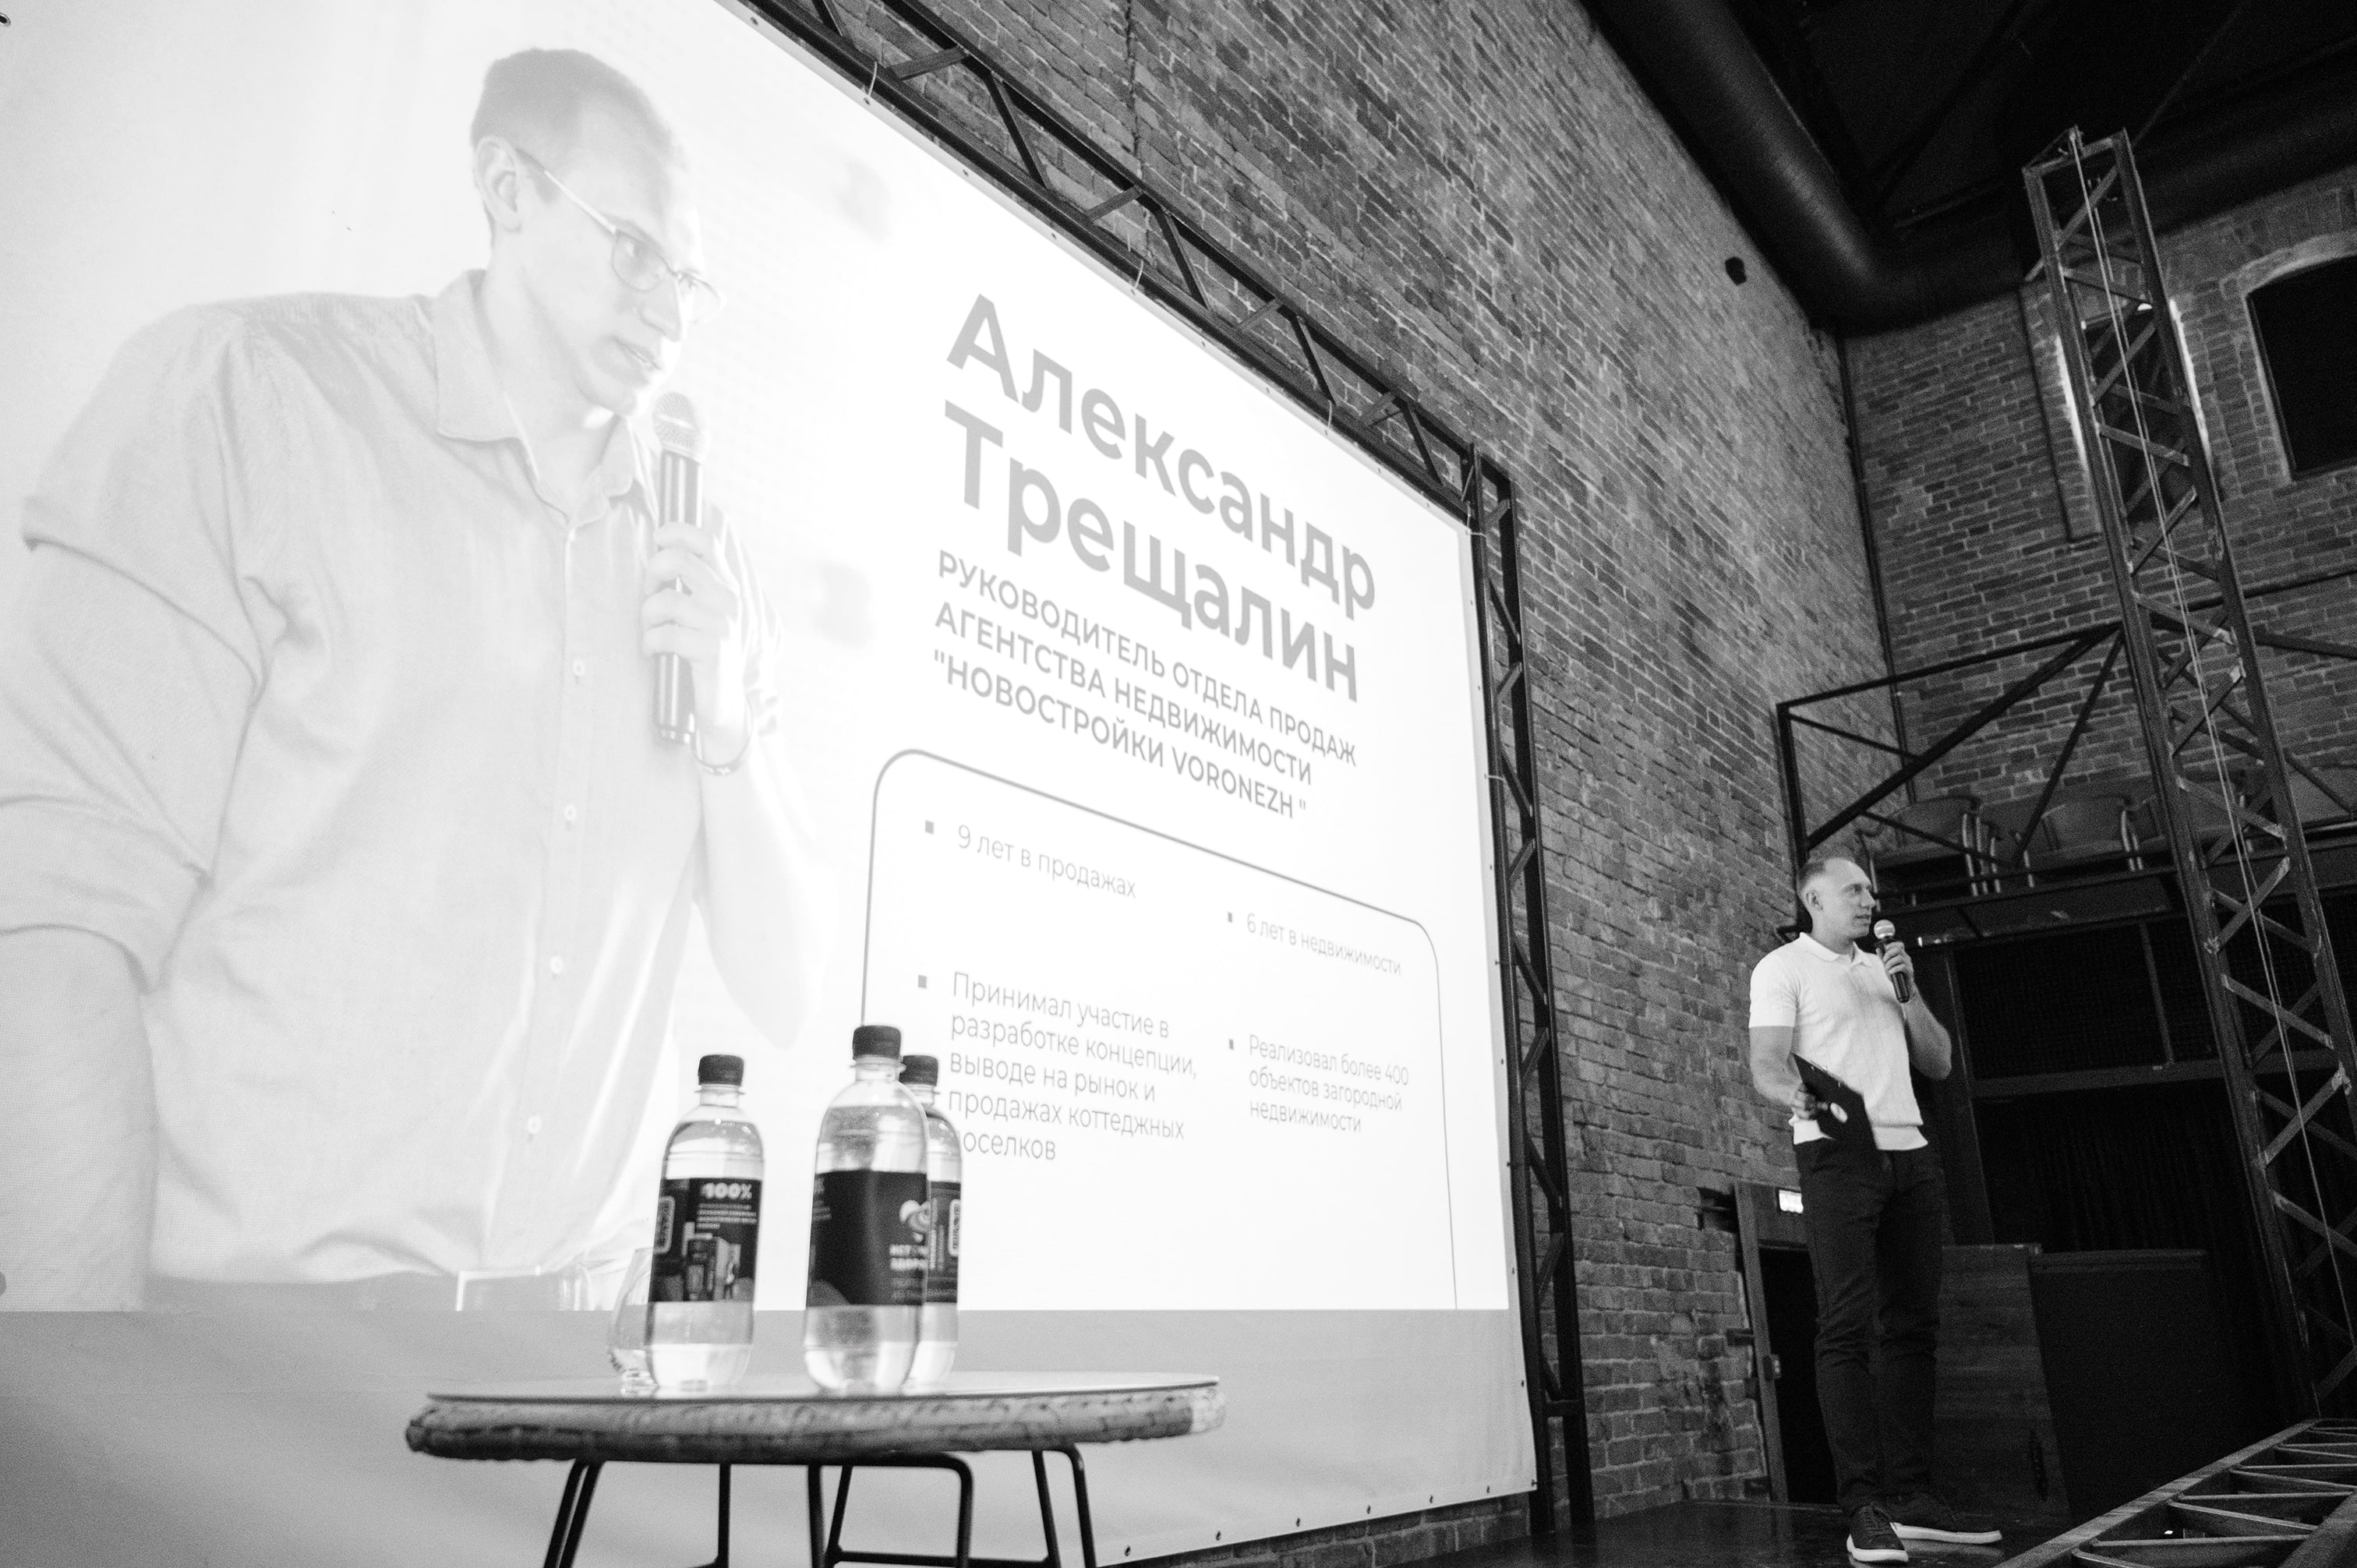 Александр
Трещалин
РУКОВОДИТЕЛЬ ОТДЕЛА ПРОДАЖ
АГЕНТСТВА НЕДВИЖИМОСТИ
"НОВОСТРОЙКИ VORONEZH "
9 лет в продажах
6 лет в недвижимости
Принимал участие в
разработке концепции,
выводе на рынок и
продажах коттеджных
оселков
Реализовал более 400
объектов загородной
недвижимости
100%